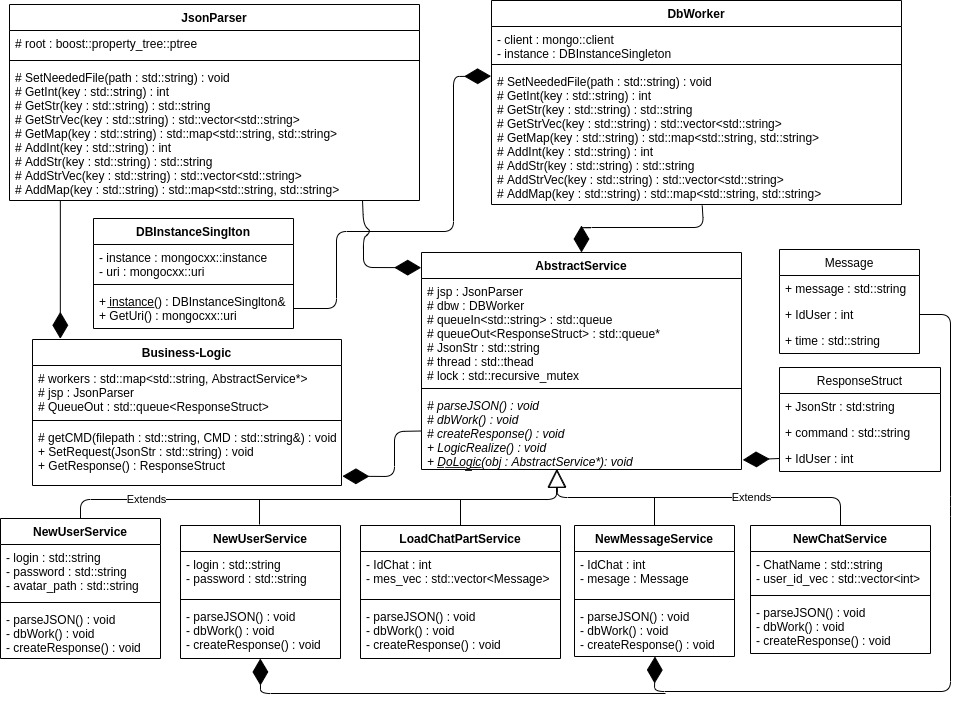 JsonParser
# root : boost::property_tree::ptree
# SetNeededFile(path : std::string) : void
# GetInt(key : std::string) : int
# GetStr(key : std::string) : std::string
# GetStrVec(key : std::string) : std::vector<std::string>
# GetMap(key : std::string) : std::map<std::string, std::string>
# AddInt(key : std::string) : int
# AddStr(key : std::string) : std::string
# AddStrVec(key : std::string) : std::vector<std::string>
# AddMap(key : std::string) : std::map<std::string, std::string>
DbWorker
- client : mongo::client
- instance : DBInstanceSingleton
# SetNeededFile(path : std::string) : void
# GetInt(key : std::string) : int
# GetStr(key : std::string) : std::string
# GetStrVec(key : std::string) : std::vector<std::string>
# GetMap(key : std::string) : std::map<std::string, std::string>
# AddInt(key : std::string) : int
# AddStr(key : std::string) : std::string
# AddStrVec(key : std::string) : std::vector<std::string>
# AddMap(key : std::string) : std::map<std::string, std::string>
DBInstanceSinglton
- instance : mongocxx::instance
- uri : mongocxx::uri
+ instance() : DBInstanceSinglton&
+ GetUri() : mongocxx::uri
AbstractService
# jsp : JsonParser
# dbw : DBWorker
# queueIn<std::string> : std::queue
# queueOut<ResponseStruct> : std::queue*
# JsonStr : std::string
# thread : std::thead
# lock : std::recursive_mutex
# parseJSON() : void
# dbWork() : void
# createResponse() : void
+ LogicRealize() : void
+ DoLogic(obj : AbstractService*): void
Message
+ message : std::string
+ IdUser : int
+ time : std::string
Business-Logic
# workers : std::map<std::string, AbstractService*>
# jsp : JsonParser
# QueueOut : std::queue<ResponseStruct>
# getCMD(filepath : std::string, CMD : std::string&) : void
+ SetRequest(JsonStr : std::string) : void
+ GetResponse() : ResponseStruct
ResponseStruct
+ JsonStr : std:string
+ command : std::string
+ IdUser : int
Extends
Extends
NewUserService
- login : std::string
- password : std::string
- avatar_path : std::string
- parseJSON() : void
- dbWork() : void
- createResponse() : void
NewUserService
- login : std::string
- password : std::string
- parseJSON() : void
- dbWork() : void
- createResponse() : void
LoadChatPartService
- IdChat : int
- mes_vec : std::vector<Message>
- parseJSON() : void
- dbWork() : void
- createResponse() : void
NewMessageService
- IdChat : int
- mesage : Message
- parseJSON() : void
- dbWork() : void
- createResponse() : void
NewChatService
- ChatName : std::string
- user_id_vec : std::vector<int>
- parseJSON() : void
- dbWork() : void
- createResponse() : void